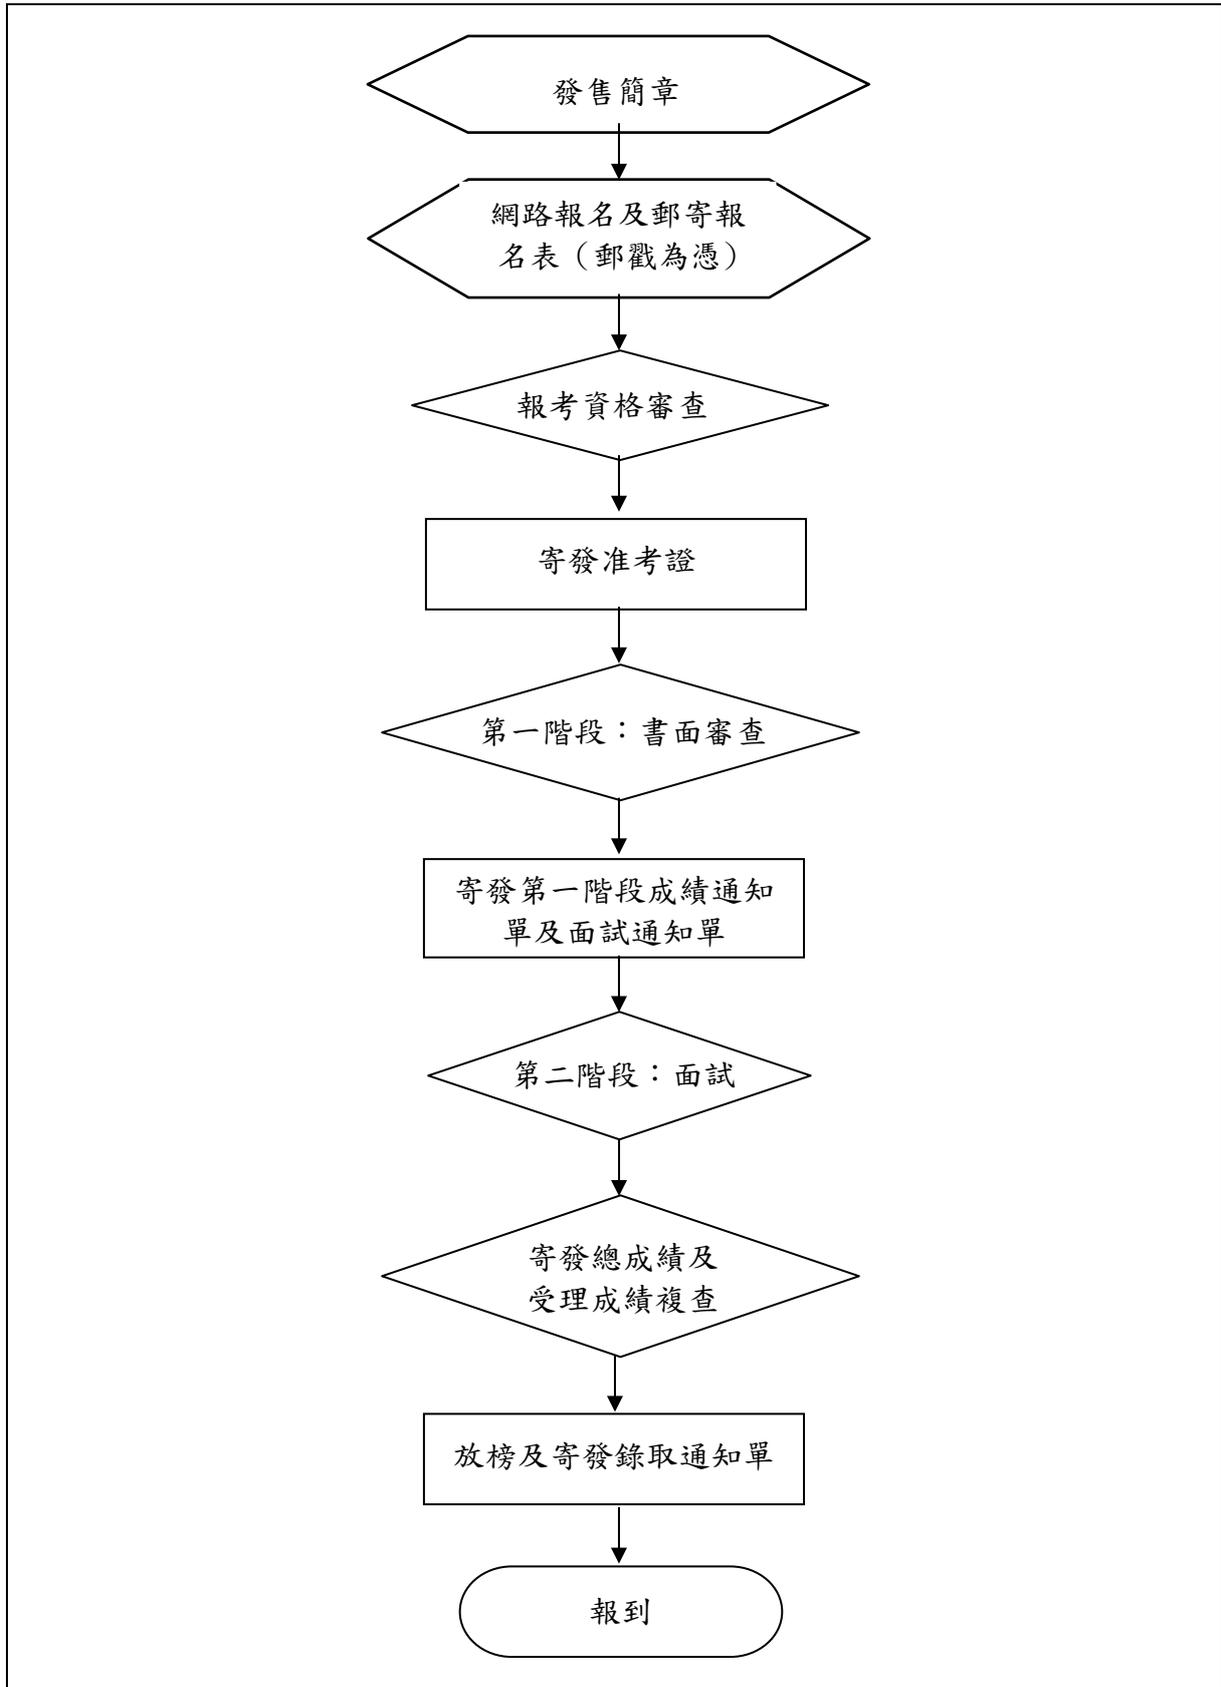 發售簡章
網路報名及郵寄報
名表（郵戳為憑）
報考資格審查
寄發准考證
第一階段：書面審查
寄發第一階段成績通知
單及面試通知單
第二階段：面試
寄發總成績及
受理成績複查
放榜及寄發錄取通知單
報到